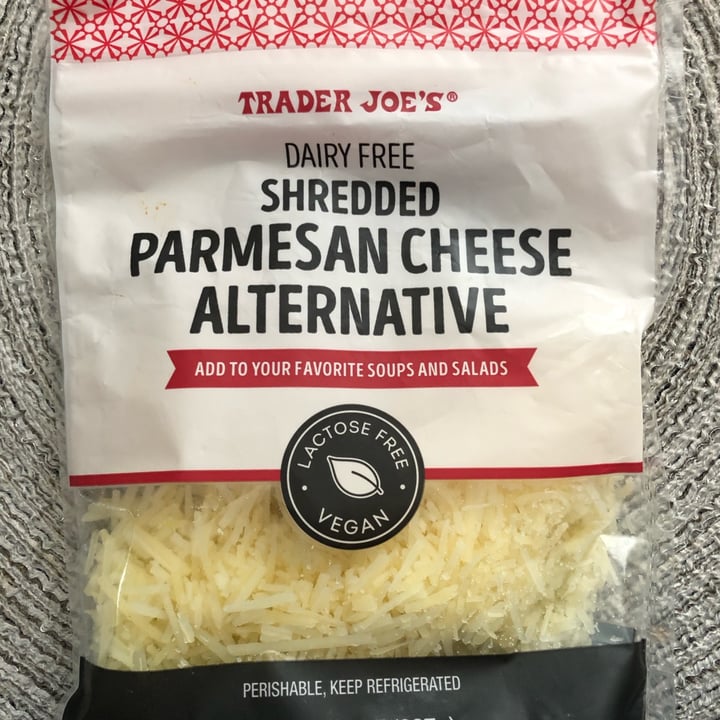 TRADER JOE'S®
DAIRY FREE
SHREDDED
PARMESAN CHEESE
ALTERNATIVE
ADD TO YOUR FAVORITE SOUPS AND SALADS
LACTOSE FREE
• VEGAN •
PERISHABLE, KEEP REFRIGERATED